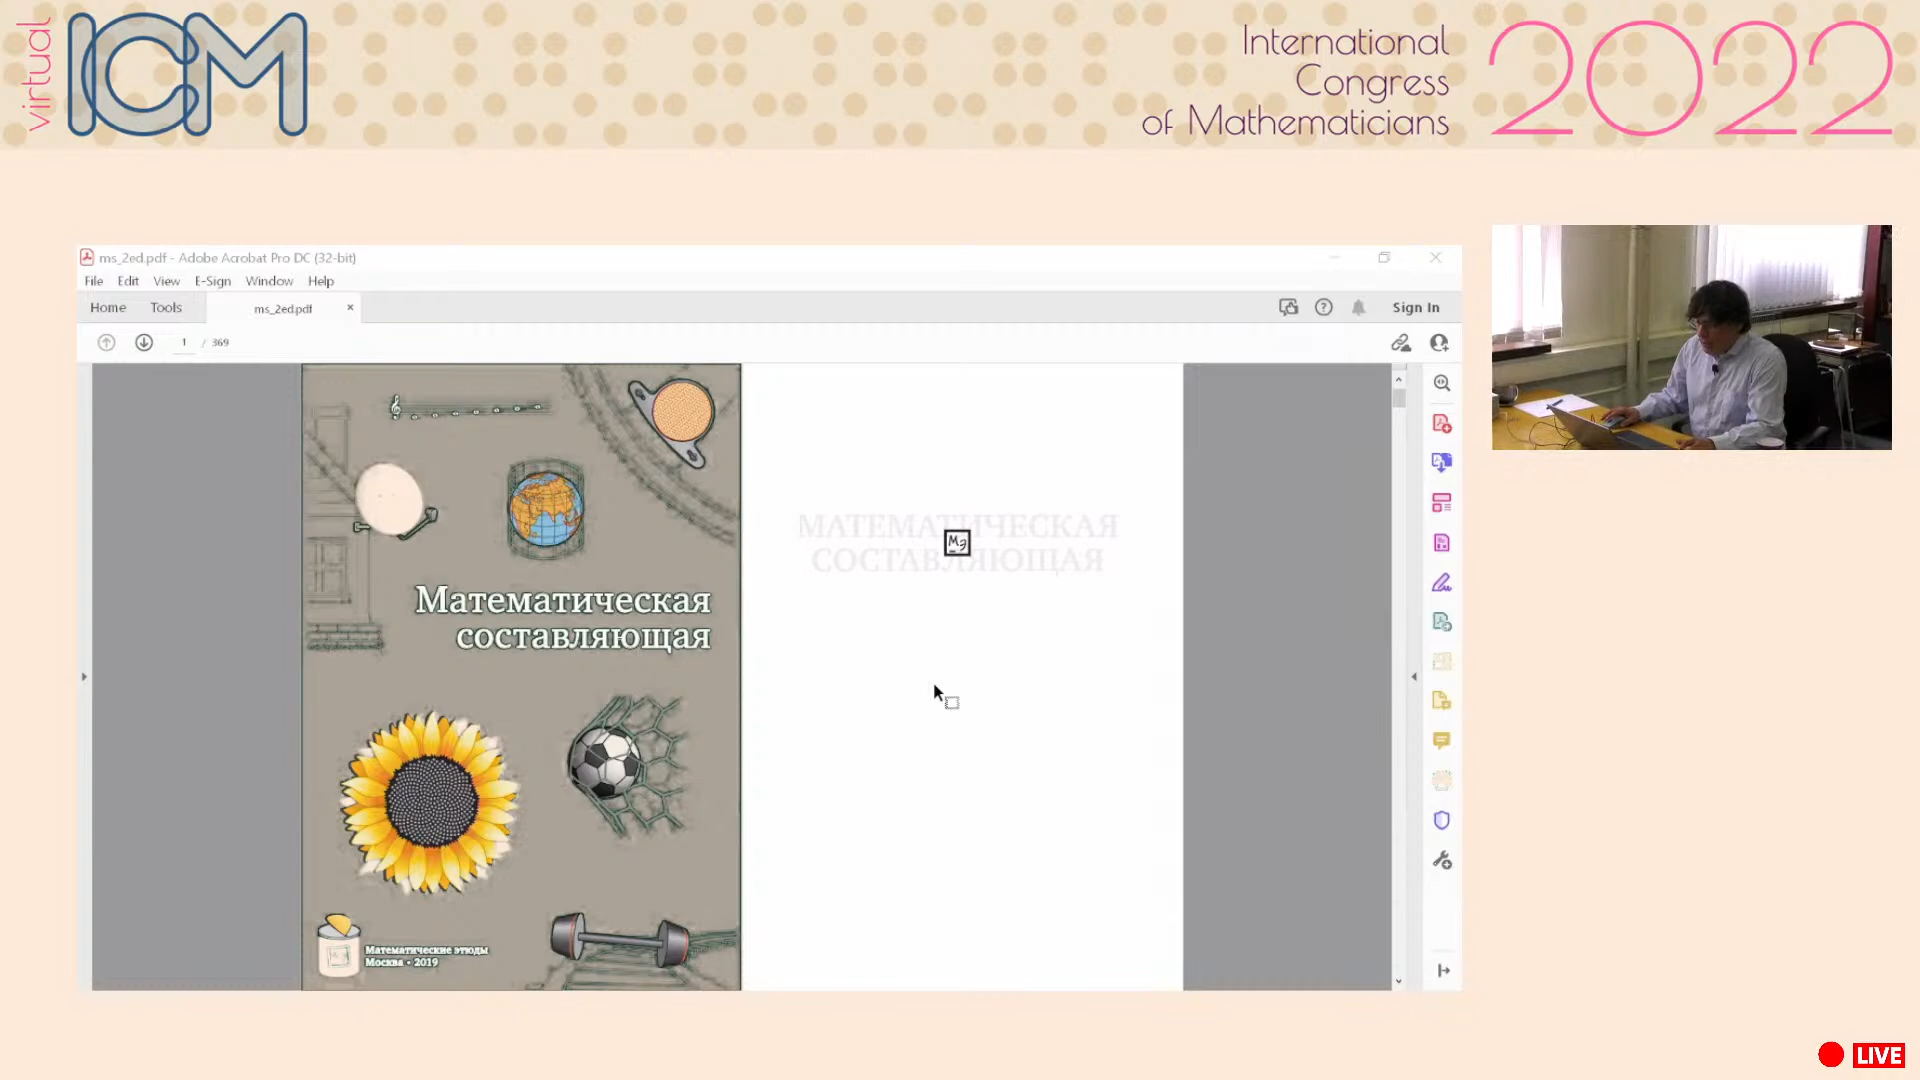 virtual
ICM
International
Congress
of Mathematicians
2022
ms_2ed.pdf - Adobe Acrobat Pro DC (32-bit)
File Edit View E-Sign Window Help
Home Tools ms_2ed.pdf × Sign In
1 / 369
Математическая
составляющая
Математические этюды
Москва • 2019
МАТЕМАТИЧЕСКАЯ
СОСТАВЛЯЮЩАЯ
МЭ
LIVE